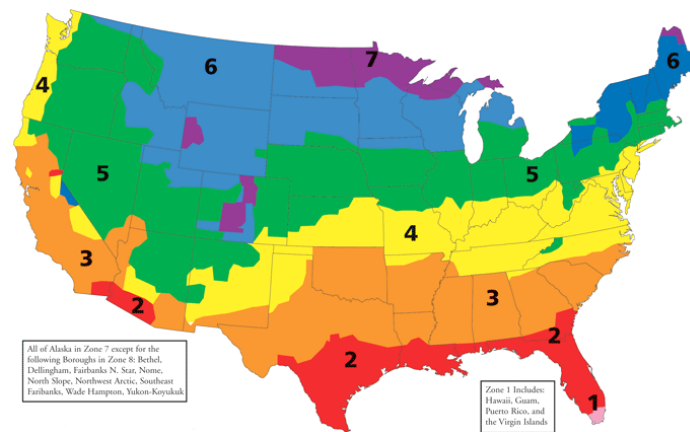 7
6
6
4
5
5
4
3
3
2
2
2
1
All of Alaska in Zone 7 except for the
following Boroughs in Zone 8: Bethel,
Dellingham, Fairbanks N. Star, Nome,
North Slope, Northwest Arctic, Southeast
Faribanks, Wade Hampton, Yukon-Koyukuk
Zone 1 Includes:
Hawaii, Guam,
Puerto Rico, and
the Virgin Islands